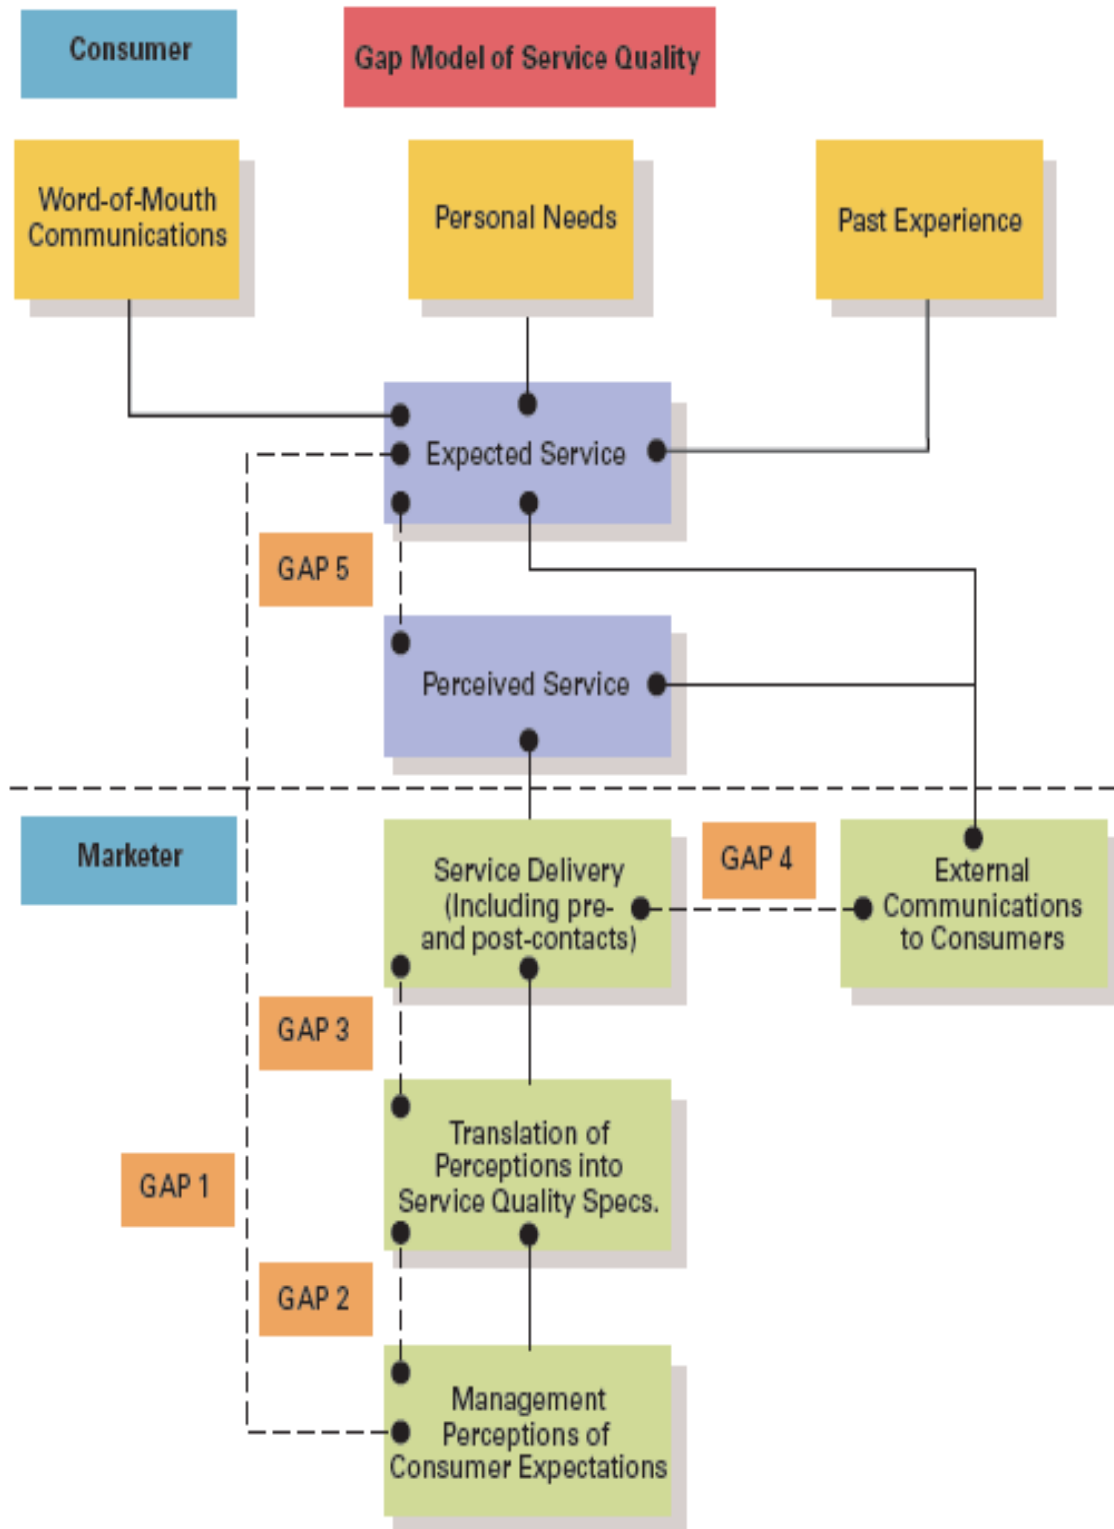 Consumer
Gap Model of Service Quality
Word-of-Mouth
Communications
Personal Needs
Past Experience
Expected Service
GAP 5
Perceived Service
Marketer
Service Delivery
(Including pre-
and post-contacts)
GAP 4
External
Communications
to Consumers
GAP 3
Translation of
Perceptions into
Service Quality Specs.
GAP 1
GAP 2
Management
Perceptions of
Consumer Expectations